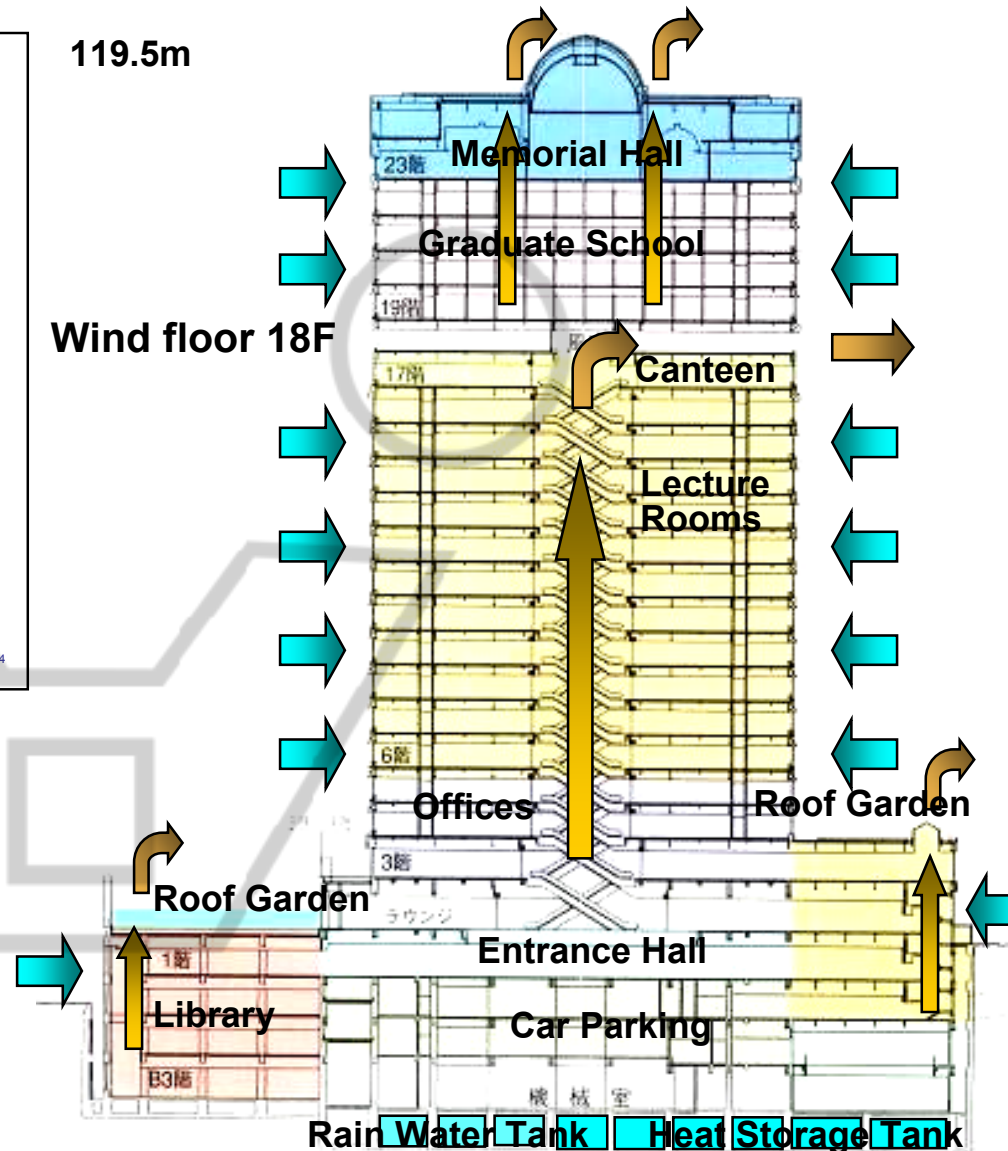 119.5m
Memorial Hall
23階
Graduate School
19階
Wind floor 18F
風
Canteen
17階
Lecture
Rooms
6階
Offices
Roof Garden
3階
Roof Garden
ラウンジ
Entrance Hall
1階
Library
Car Parking
B3階
機 械 室
Rain Water Tank
Heat Storage Tank
4